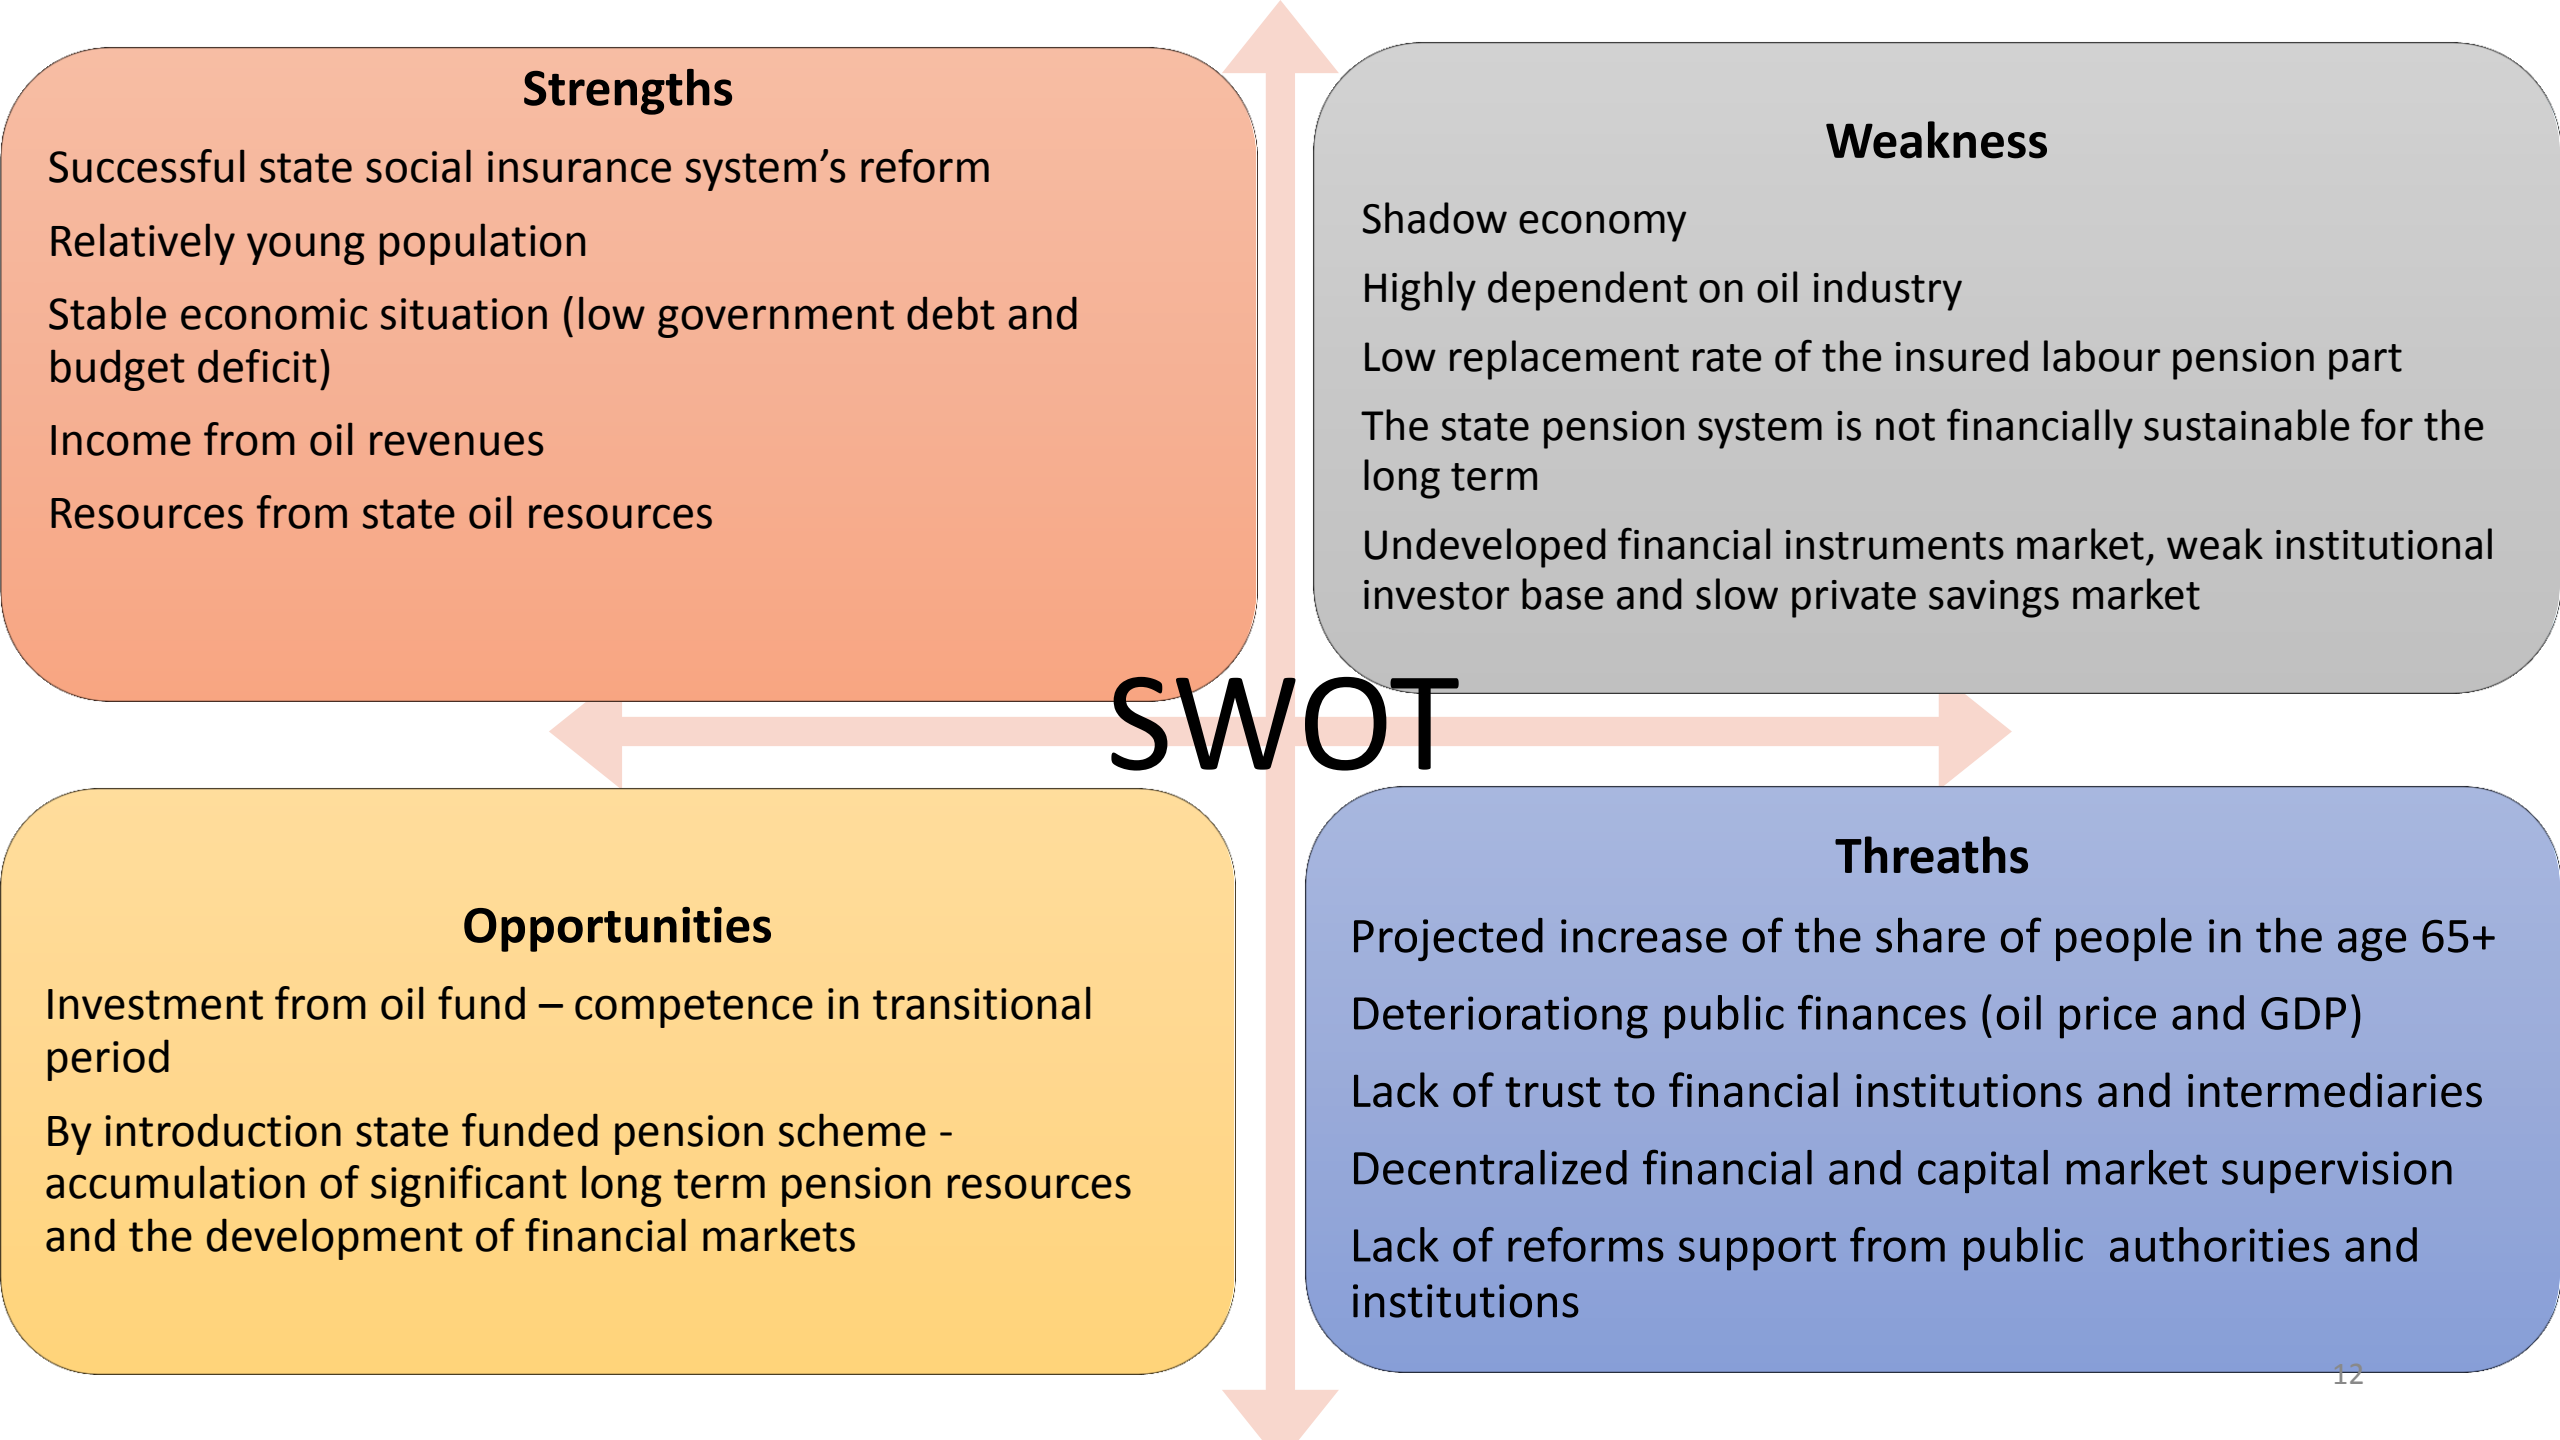 Strengths
Successful state social insurance system’s reform
Relatively young population
Stable economic situation (low government debt and
budget deficit)
Income from oil revenues
Resources from state oil resources
Weakness
Shadow economy
Highly dependent on oil industry
Low replacement rate of the insured labour pension part
The state pension system is not financially sustainable for the
long term
Undeveloped financial instruments market, weak institutional
investor base and slow private savings market
SWOT
Opportunities
Investment from oil fund – competence in transitional
period
By introduction state funded pension scheme -
accumulation of significant long term pension resources
and the development of financial markets
Threaths
Projected increase of the share of people in the age 65+
Deteriorationg public finances (oil price and GDP)
Lack of trust to financial institutions and intermediaries
Decentralized financial and capital market supervision
Lack of reforms support from public  authorities and
institutions
12